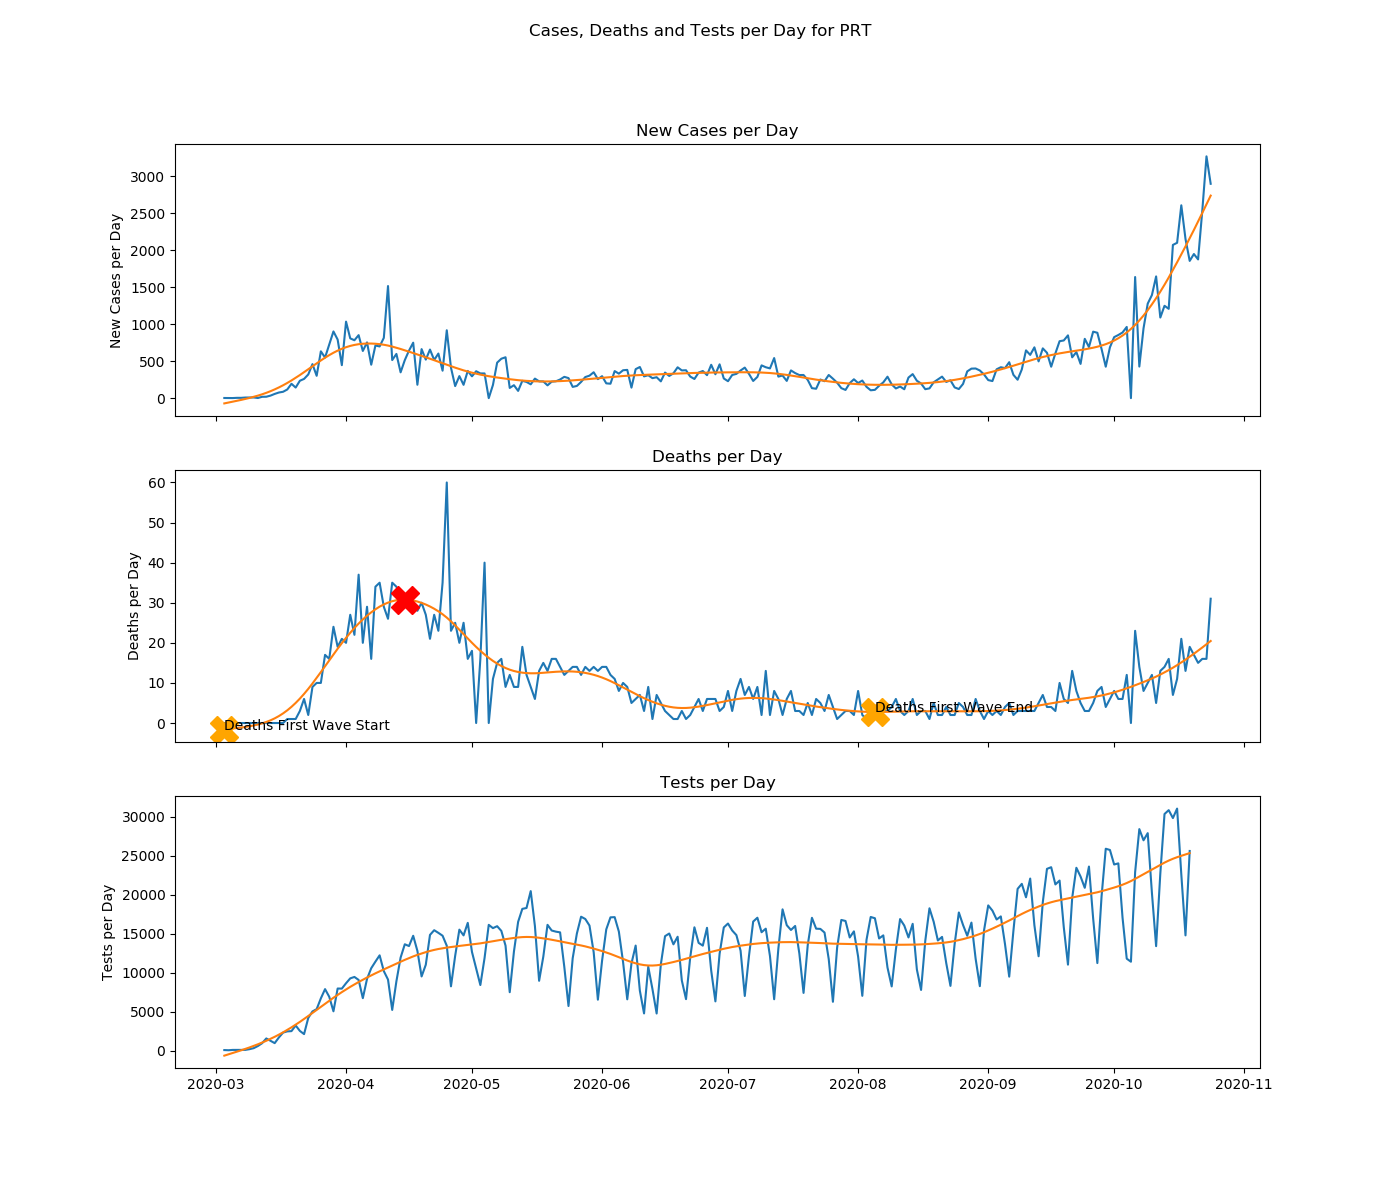 Cases, Deaths and Tests per Day for PRT
New Cases per Day
New Cases per Day
3000
2500
2000
1500
1000
500
0
Deaths per Day
Deaths per Day
60
50
40
30
20
10
0
Deaths First Wave Start
Deaths First Wave End
Tests per Day
Tests per Day
30000
25000
20000
15000
10000
5000
0
2020-03 2020-04 2020-05 2020-06 2020-07 2020-08 2020-09 2020-10 2020-11